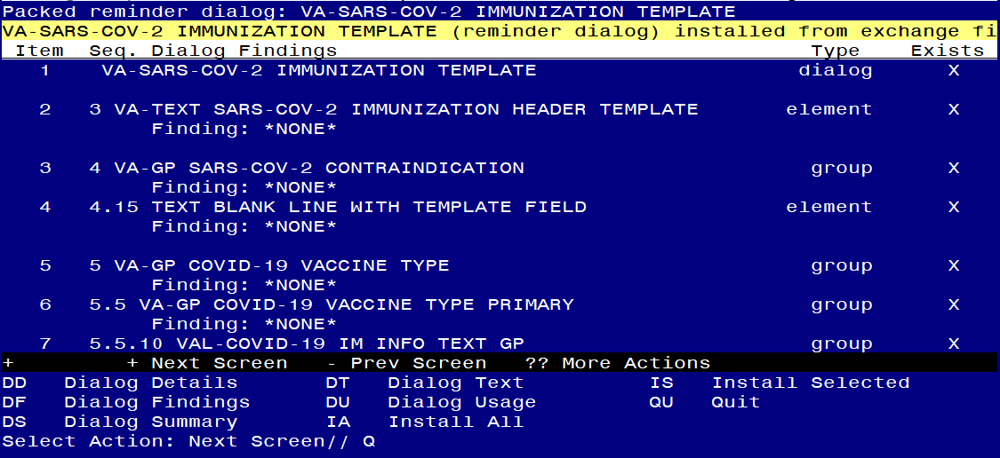 Packed reminder dialog: VA-SARS-COV-2 IMMUNIZATION TEMPLATE
VA-SARS-COV-2 IMMUNIZATION TEMPLATE (reminder dialog) installed from exchange fi
Item Seq. Dialog Findings Type Exists
1 VA-SARS-COV-2 IMMUNIZATION TEMPLATE dialog X
2 3 VA-TEXT SARS-COV-2 IMMUNIZATION HEADER TEMPLATE element X
Finding: *NONE*
3 4 VA-GP SARS-COV-2 CONTRAINDICATION group X
Finding: *NONE*
4 4.15 TEXT BLANK LINE WITH TEMPLATE FIELD element X
Finding: *NONE*
5 5 VA-GP COVID-19 VACCINE TYPE group X
Finding: *NONE*
6 5.5 VA-GP COVID-19 VACCINE TYPE PRIMARY group X
Finding: *NONE*
7 5.5.10 VAL-COVID-19 IM INFO TEXT GP group X
+ + Next Screen - Prev Screen ?? More Actions
DD Dialog Details DT Dialog Text IS Install Selected
DF Dialog Findings DU Dialog Usage QU Quit
DS Dialog Summary IA Install All
Select Action: Next Screen// Q